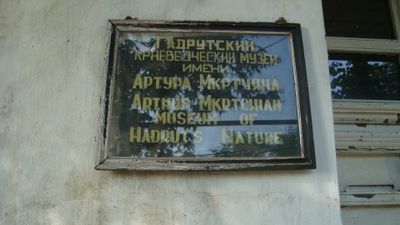 Гадрутский
краеведческий музей
имени
Артура Мкртчяна
Arthur Mkrtchian
Museum of
Hadrut's Nature